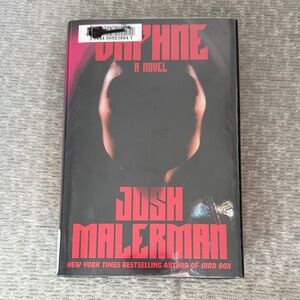 DAPHNE
A NOVEL
JOSH
MALERMAN
NEW YORK TIMES BESTSELLING AUTHOR OF BIRD BOX